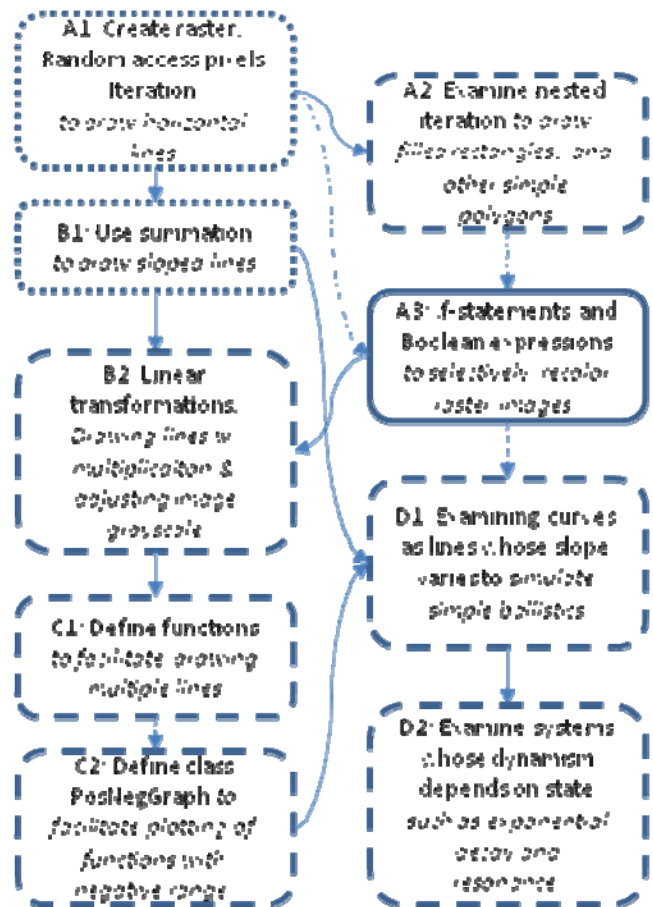 A1 Create raster.
Random access pixels
Iteration
to draw horizontal
lines
B1: Use summation
to draw sloped lines
B2 Linear
transformations.
Drawing lines w
multiplicaiton &
adjusting image
grayscale
C1: Define functions
to facilitate drawing
multiple lines
C2: Define class
PosNegGraph to
facilitate plotting of
functions with
negative range
A2 Examine nested
iteration to draw
filled rectangles, and
other simple
polygons
A3: If-statements and
Boolean expressions
to selectively recolor
raster images
D1 Examining curves
as lines whose slope
varies to simulate
simple ballistics
D2: Examine systems
whose dynamism
depends on state
such as exponential
decay and
resonance